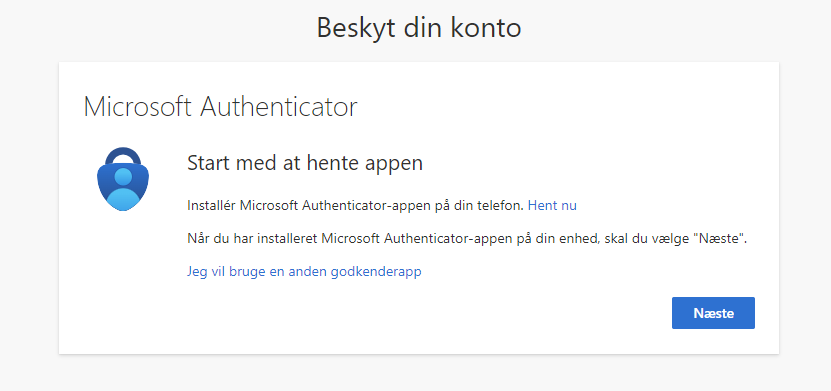 Beskyt din konto
Microsoft Authenticator
Start med at hente appen
Installér Microsoft Authenticator-appen på din telefon. Hent nu
Når du har installeret Microsoft Authenticator-appen på din enhed, skal du vælge "Næste".
Jeg vil bruge en anden godkenderapp
Næste